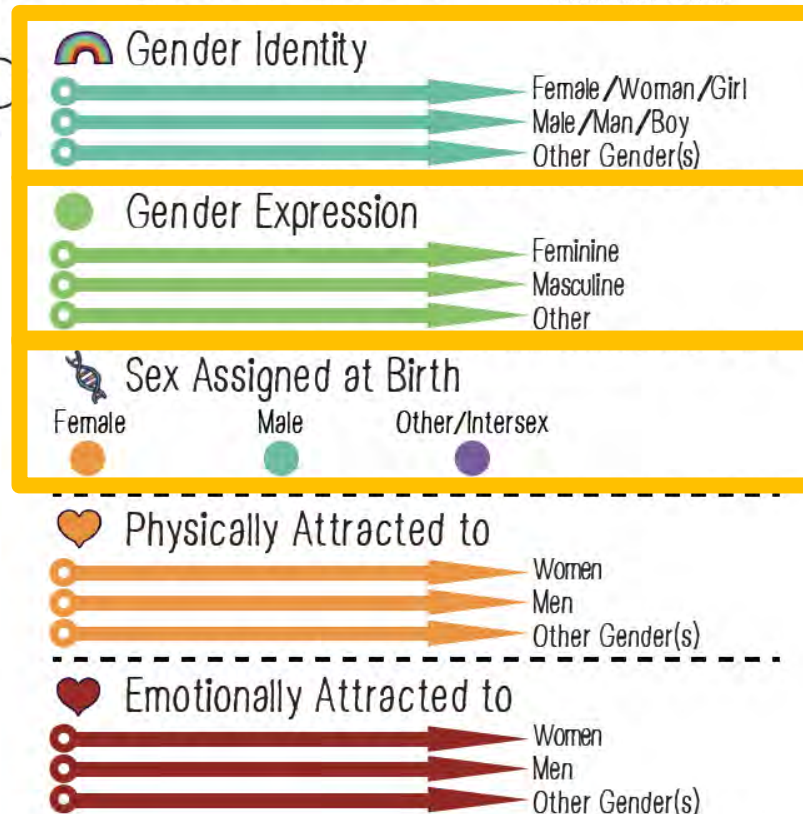 Gender Identity
Female/Woman/Girl
Male/Man/Boy
Other Gender(s)
Gender Expression
Feminine
Masculine
Other
Sex Assigned at Birth
Female Male Other/Intersex
Physically Attracted to
Women
Men
Other Gender(s)
Emotionally Attracted to
Women
Men
Other Gender(s)